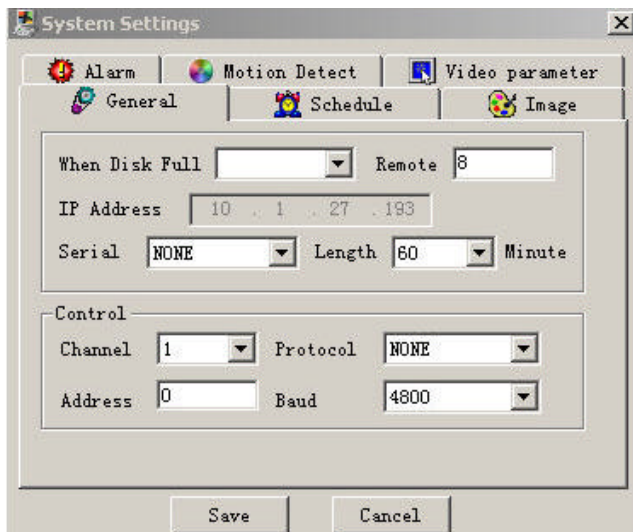 System Settings
Alarm Motion Detect Video parameter
General Schedule Image
When Disk Full Remote 8
IP Address 10 . 1 . 27 . 193
Serial NONE Length 60 Minute
Control
Channel 1 Protocol NONE
Address 0 Baud 4800
Save Cancel